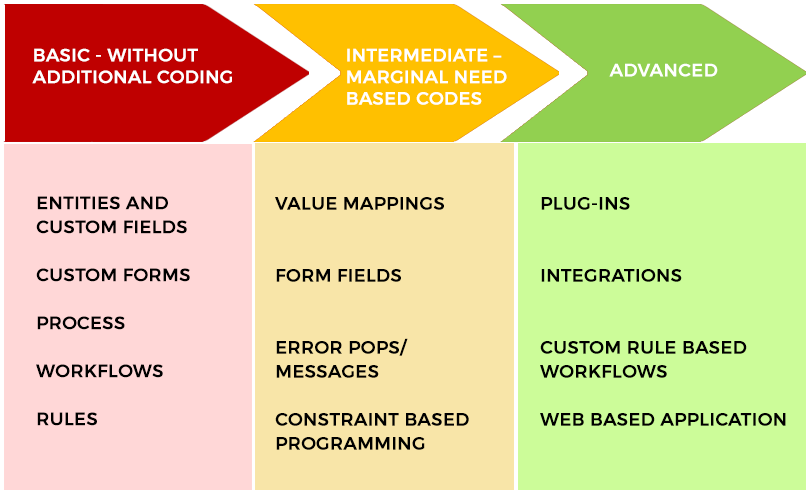 BASIC - WITHOUT
ADDITIONAL CODING
INTERMEDIATE –
MARGINAL NEED
BASED CODES
ADVANCED
ENTITIES AND
CUSTOM FIELDS
CUSTOM FORMS
PROCESS
WORKFLOWS
RULES
VALUE MAPPINGS
FORM FIELDS
ERROR POPS/
MESSAGES
CONSTRAINT BASED
PROGRAMMING
PLUG-INS
INTEGRATIONS
CUSTOM RULE BASED
WORKFLOWS
WEB BASED APPLICATION